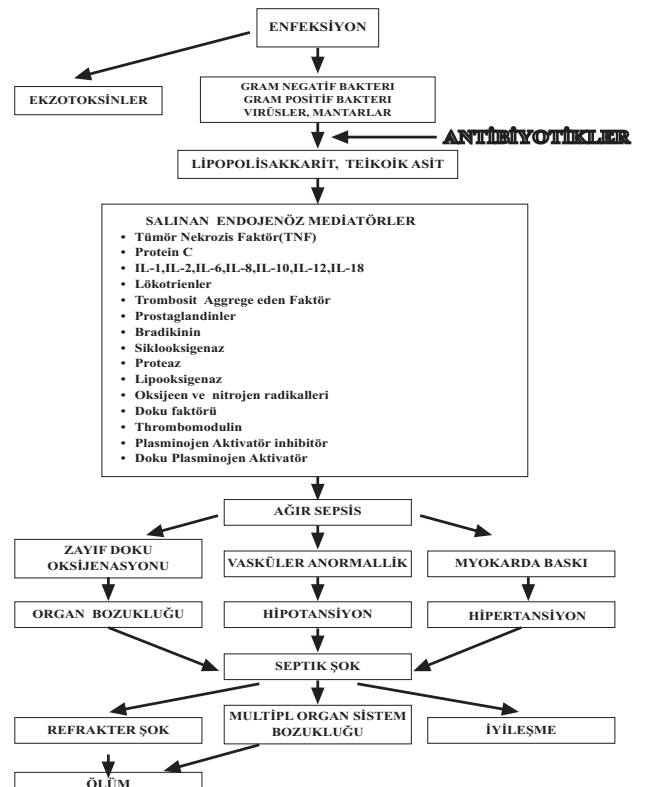 ENFEKSİYON
EKZOTOKSİNLER
GRAM NEGATİF BAKTERI
GRAM POSİTİF BAKTERI
VIRÜSLER, MANTARLAR
ANTİBİYOTİKLER
LİPOPOLİSAKKARİT, TEİKOİK ASİT
SALINAN ENDOJENÖZ MEDİATÖRLER
• Tümör Nekrozis Faktör(TNF)
• Protein C
• IL-1,IL-2,IL-6,IL-8,IL-10,IL-12,IL-18
• Lökotrienler
• Trombosit Aggrege eden Faktör
• Prostaglandinler
• Bradikinin
• Siklooksigenaz
• Proteaz
• Lipooksigenaz
• Oksijeen ve nitrojen radikalleri
• Doku faktörü
• Thrombomodulin
• Plasminojen Aktivatör inhibitör
• Doku Plasminojen Aktivatör
AĞIR SEPSİS
ZAYIF DOKU
OKSİJENASYONU
VASKÜLER ANORMALLİK
MYOKARDA BASKI
ORGAN BOZUKLUĞU
HİPOTANSİYON
HİPERTANSİYON
SEPTIK ŞOK
REFRAKTER ŞOK
MULTİPL ORGAN SİSTEM
BOZUKLUĞU
İYİLEŞME
ÖLÜM